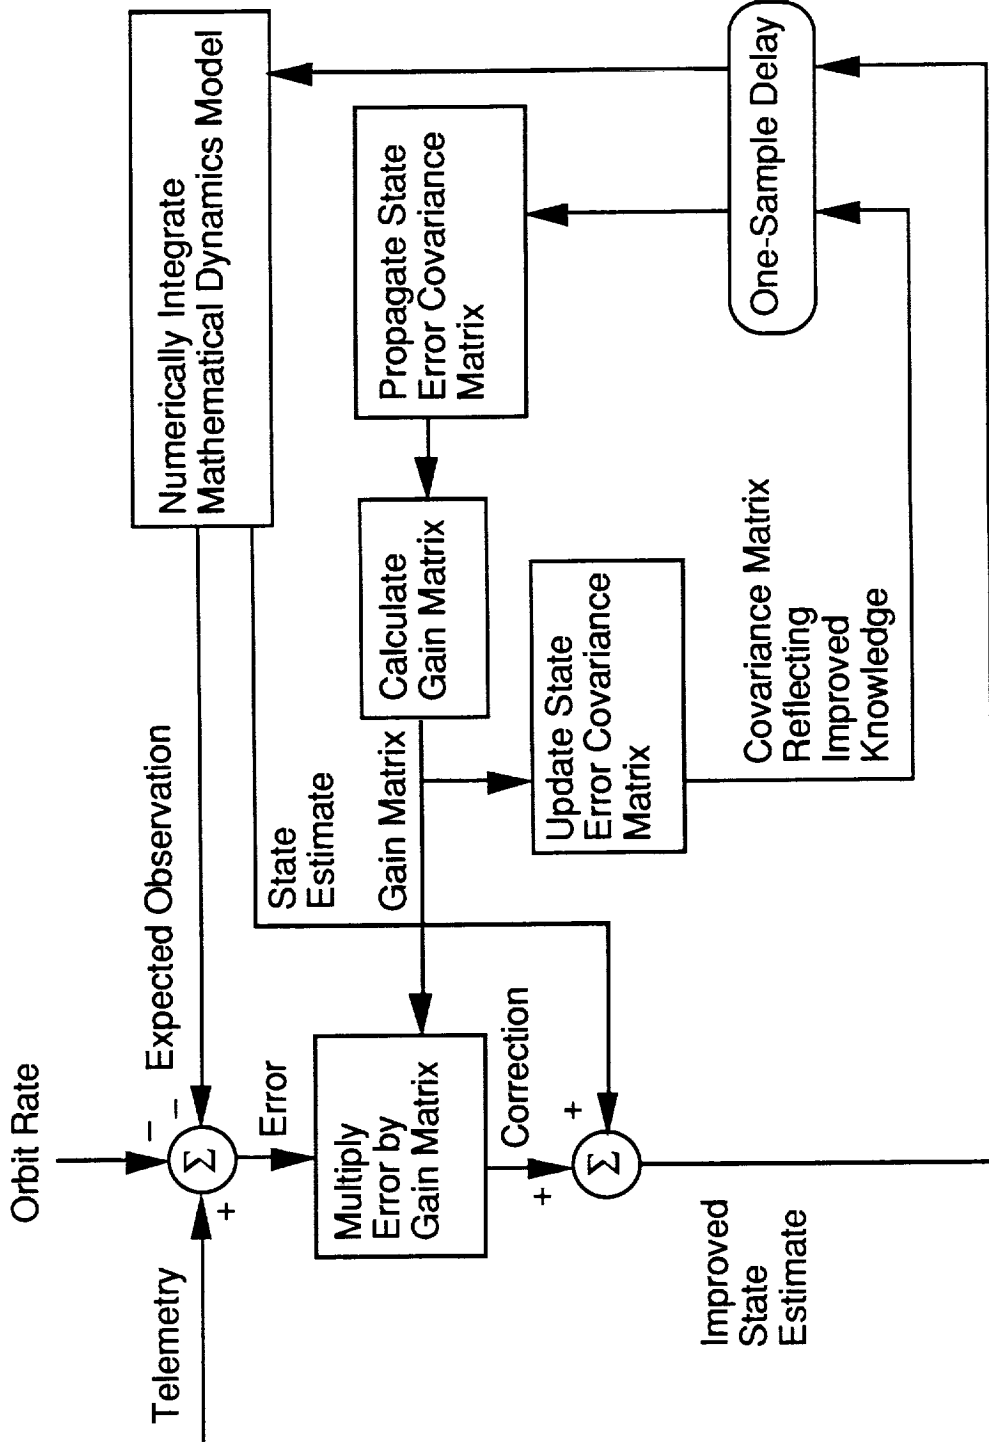 Orbit Rate
Telemetry
+
−
−
Expected Observation
Numerically Integrate
Mathematical Dynamics Model
Σ
Error
State
Estimate
Multiply
Error by
Gain Matrix
Gain Matrix
Calculate
Gain Matrix
Propagate State
Error Covariance
Matrix
Correction
+
+
Σ
Update State
Error Covariance
Matrix
Improved
State
Estimate
Covariance Matrix
Reflecting
Improved
Knowledge
One-Sample Delay